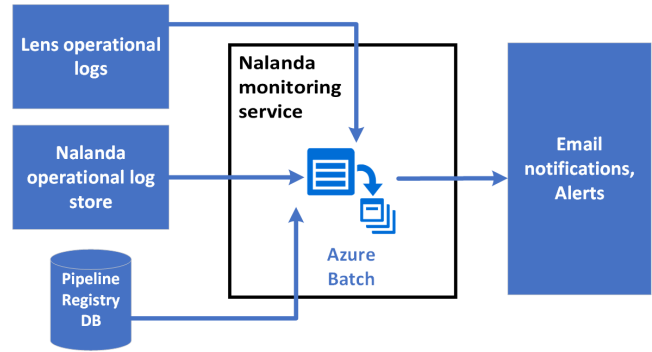 Lens operational
logs
Nalanda
monitoring
service
Nalanda
operational log
store
Email
notifications,
Alerts
Azure
Batch
Pipeline
Registry
DB